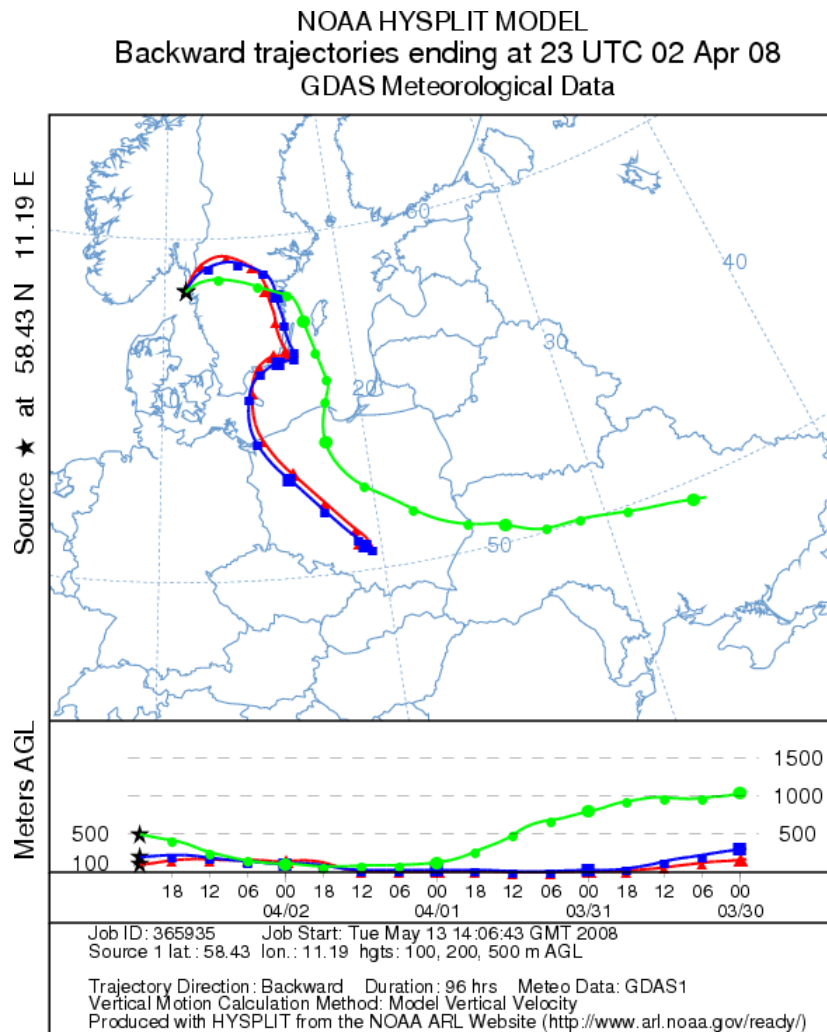 NOAA HYSPLIT MODEL
Backward trajectories ending at 23 UTC 02 Apr 08
GDAS Meteorological Data
Source ★ at 58.43 N 11.19 E
60
40
30
20
10
50
Meters AGL
1500
1000
500
500
100
18 12 06 00 18 12 06 00 18 12 06 00 18 12 06 00
04/02 04/01 03/31 03/30
Job ID: 365935 Job Start: Tue May 13 14:06:43 GMT 2008
Source 1 lat.: 58.43 lon.: 11.19 hgts: 100, 200, 500 m AGL
Trajectory Direction: Backward Duration: 96 hrs Meteo Data: GDAS1
Vertical Motion Calculation Method: Model Vertical Velocity
Produced with HYSPLIT from the NOAA ARL Website (http://www.arl.noaa.gov/ready/)